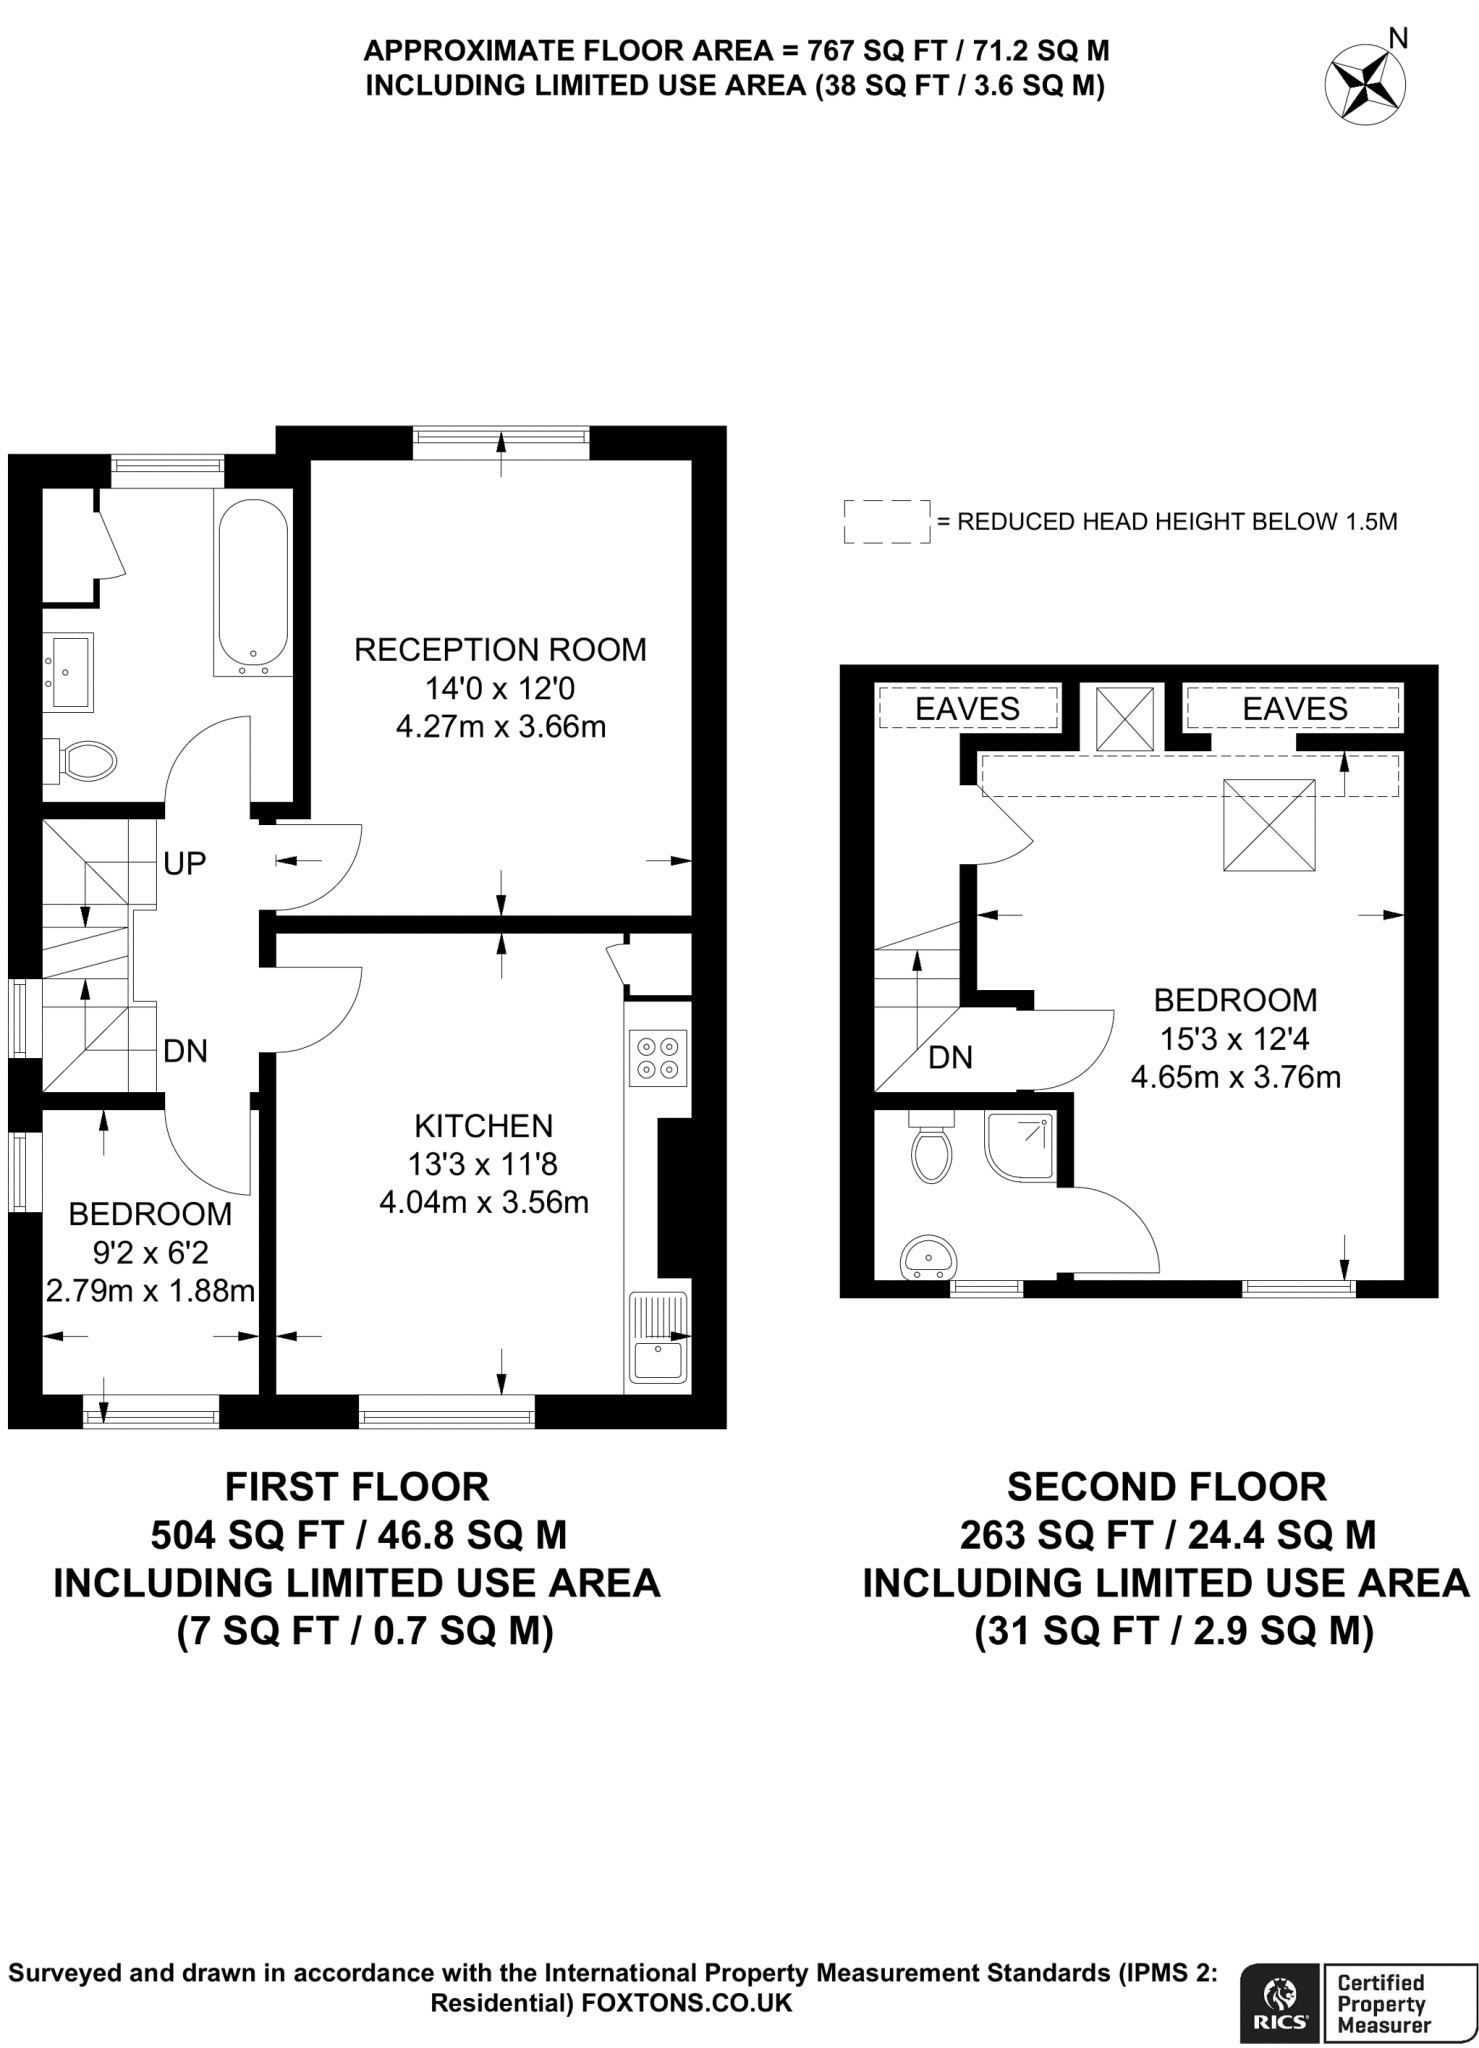 APPROXIMATE FLOOR AREA = 767 SQ FT / 71.2 SQ M
INCLUDING LIMITED USE AREA (38 SQ FT / 3.6 SQ M)
N
= REDUCED HEAD HEIGHT BELOW 1.5M
RECEPTION ROOM
14'0 x 12'0
4.27m x 3.66m
UP
DN
KITCHEN
13'3 x 11'8
4.04m x 3.56m
BEDROOM
9'2 x 6'2
2.79m x 1.88m
EAVES
EAVES
BEDROOM
15'3 x 12'4
4.65m x 3.76m
DN
FIRST FLOOR
504 SQ FT / 46.8 SQ M
INCLUDING LIMITED USE AREA
(7 SQ FT / 0.7 SQ M)
SECOND FLOOR
263 SQ FT / 24.4 SQ M
INCLUDING LIMITED USE AREA
(31 SQ FT / 2.9 SQ M)
Surveyed and drawn in accordance with the International Property Measurement Standards (IPMS 2:
Residential) FOXTONS.CO.UK
RICS
Certified
Property
Measurer